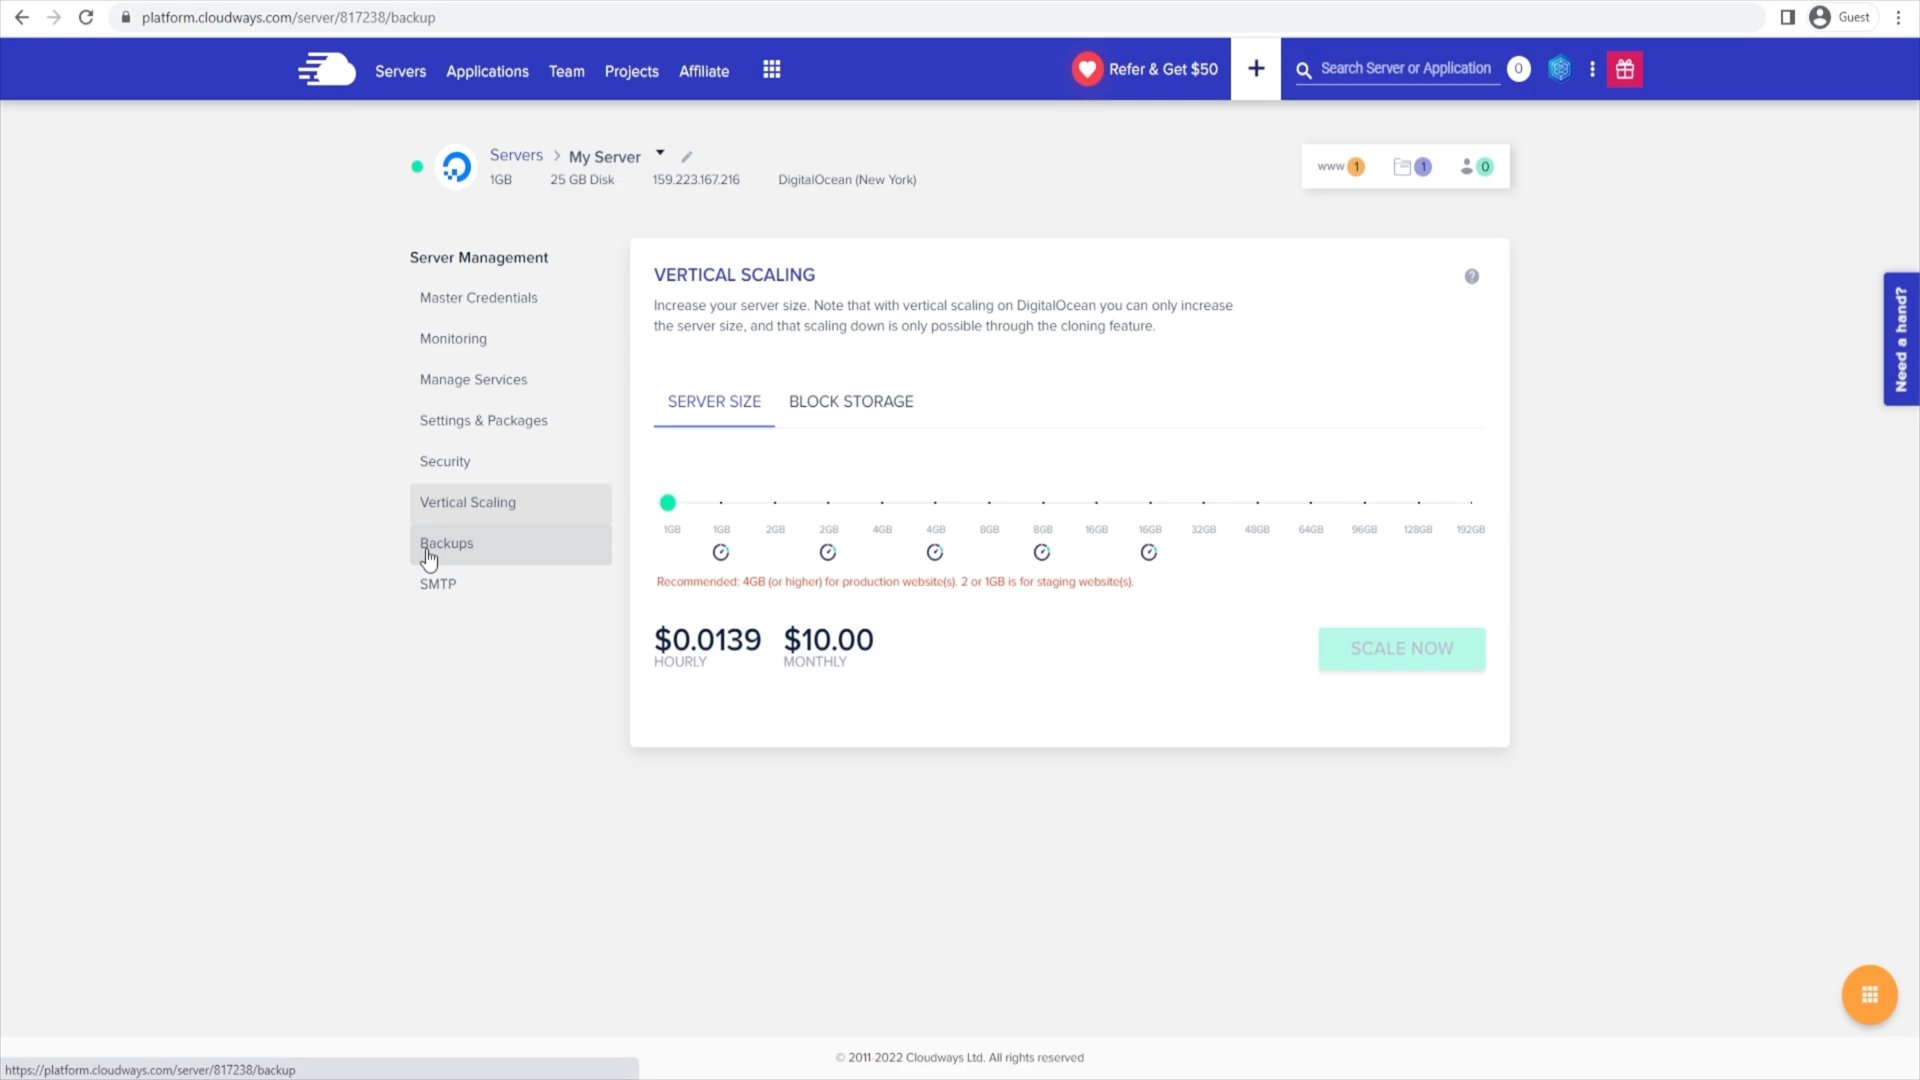 platform.cloudways.com/server/817238/backup
Guest
Servers
Applications
Team
Projects
Affiliate
Refer & Get $50
+
Search Server or Application
0
Servers > My Server
1GB
25 GB Disk
159.223.167.216
DigitalOcean (New York)
www 1
1
0
Server Management
Master Credentials
Monitoring
Manage Services
Settings & Packages
Security
Vertical Scaling
Backups
SMTP
VERTICAL SCALING
?
Increase your server size. Note that with vertical scaling on DigitalOcean you can only increase
the server size, and that scaling down is only possible through the cloning feature.
SERVER SIZE
BLOCK STORAGE
1GB 1GB 2GB 2GB 4GB 4GB 8GB 8GB 16GB 16GB 32GB 48GB 64GB 96GB 128GB 192GB
Recommended: 4GB (or higher) for production website(s). 2 or 1GB is for staging website(s).
$0.0139 $10.00
HOURLY MONTHLY
SCALE NOW
Need a hand?
© 2011-2022 Cloudways Ltd. All rights reserved
https://platform.cloudways.com/server/817238/backup